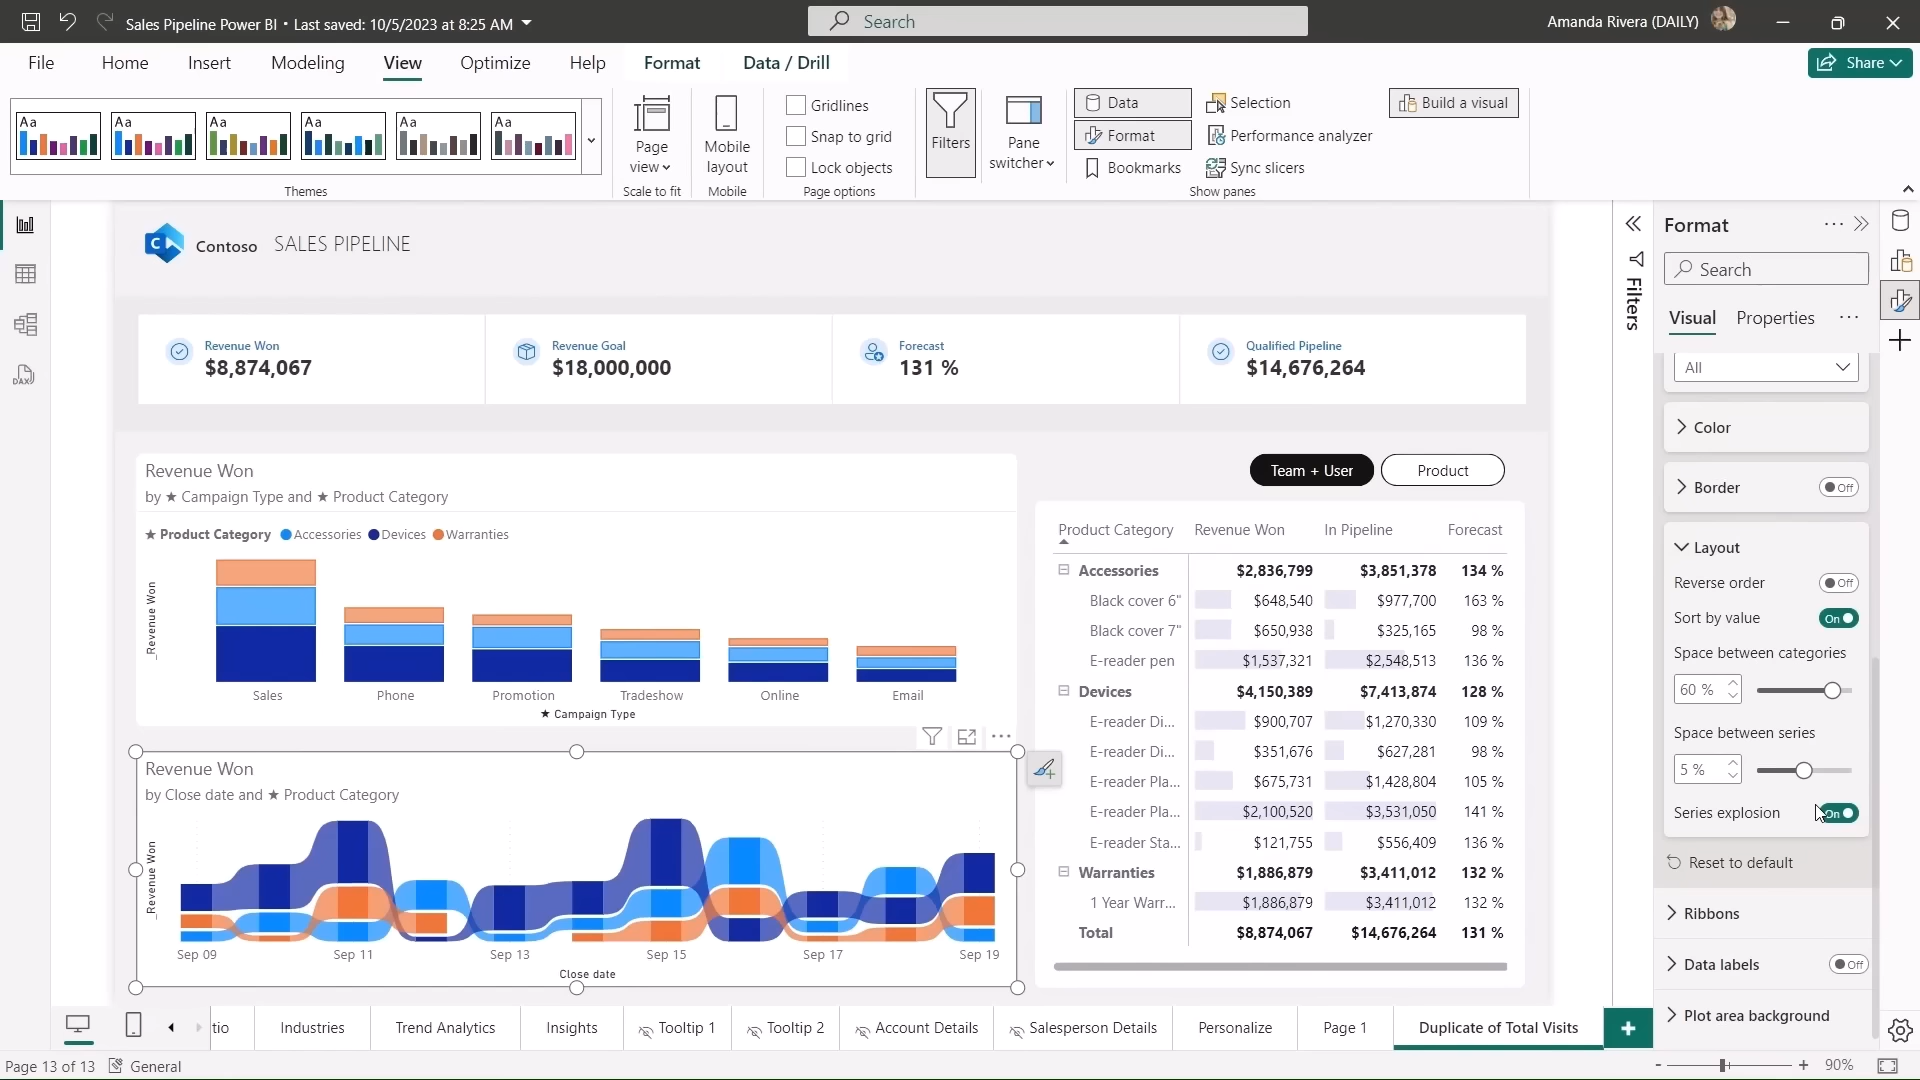 Sales Pipeline Power BI • Last saved: 10/5/2023 at 8:25 AM
Search
Amanda Rivera (DAILY)
File
Home
Insert
Modeling
View
Optimize
Help
Format
Data / Drill
Share
Aa
Aa
Aa
Aa
Aa
Aa
Themes
Page view
Scale to fit
Mobile layout
Mobile
Gridlines
Snap to grid
Lock objects
Page options
Filters
Pane switcher
Data
Format
Bookmarks
Selection
Performance analyzer
Sync slicers
Show panes
Build a visual
DAX
C
Contoso SALES PIPELINE
Revenue Won
$8,874,067
Revenue Goal
$18,000,000
Forecast
131 %
Qualified Pipeline
$14,676,264
Revenue Won
by ★ Campaign Type and ★ Product Category
★ Product Category Accessories Devices Warranties
_Revenue Won
Sales Phone Promotion Tradeshow Online Email
★ Campaign Type
Revenue Won
by Close date and ★ Product Category
_Revenue Won
Sep 09 Sep 11 Sep 13 Sep 15 Sep 17 Sep 19
Close date
Team + User
Product
Product Category Revenue Won In Pipeline Forecast
Accessories $2,836,799 $3,851,378 134 %
Black cover 6" $648,540 $977,700 163 %
Black cover 7" $650,938 $325,165 98 %
E-reader pen $1,537,321 $2,548,513 136 %
Devices $4,150,389 $7,413,874 128 %
E-reader Di... $900,707 $1,270,330 109 %
E-reader Di... $351,676 $627,281 98 %
E-reader Pla... $675,731 $1,428,804 105 %
E-reader Pla... $2,100,520 $3,531,050 141 %
E-reader Sta... $121,755 $556,409 136 %
Warranties $1,886,879 $3,411,012 132 %
1 Year Warr... $1,886,879 $3,411,012 132 %
Total $8,874,067 $14,676,264 131 %
Filters
Format
Search
Visual
Properties
All
Color
Border Off
Layout
Reverse order Off
Sort by value On
Space between categories
60 %
Space between series
5 %
Series explosion On
Reset to default
Ribbons
Data labels Off
Plot area background
tio
Industries
Trend Analytics
Insights
Tooltip 1
Tooltip 2
Account Details
Salesperson Details
Personalize
Page 1
Duplicate of Total Visits
+
Page 13 of 13
General
- + 90%